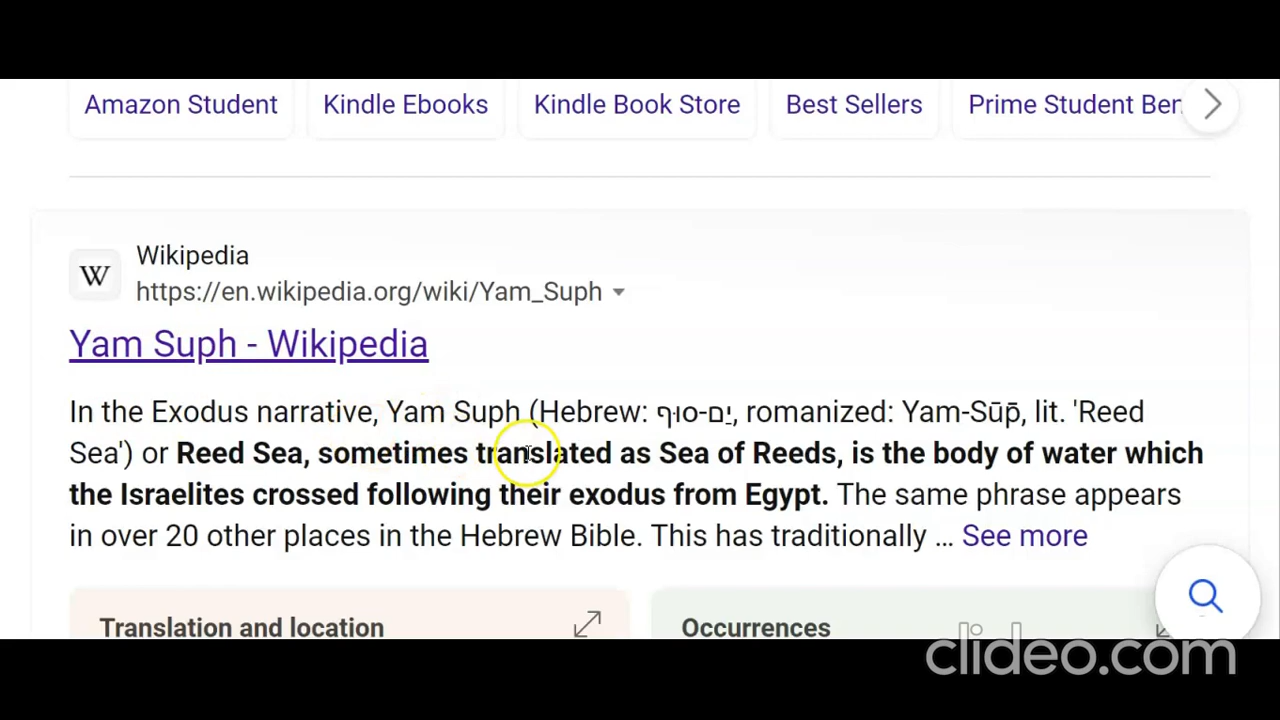 Amazon Student Kindle Ebooks Kindle Book Store Best Sellers Prime Student Ben
W Wikipedia
https://en.wikipedia.org/wiki/Yam_Suph
Yam Suph - Wikipedia
In the Exodus narrative, Yam Suph (Hebrew: יַם-סוּף, romanized: Yam-Sūp̄, lit. 'Reed
Sea') or Reed Sea, sometimes translated as Sea of Reeds, is the body of water which
the Israelites crossed following their exodus from Egypt. The same phrase appears
in over 20 other places in the Hebrew Bible. This has traditionally ... See more
Translation and location Occurrences
clideo.com